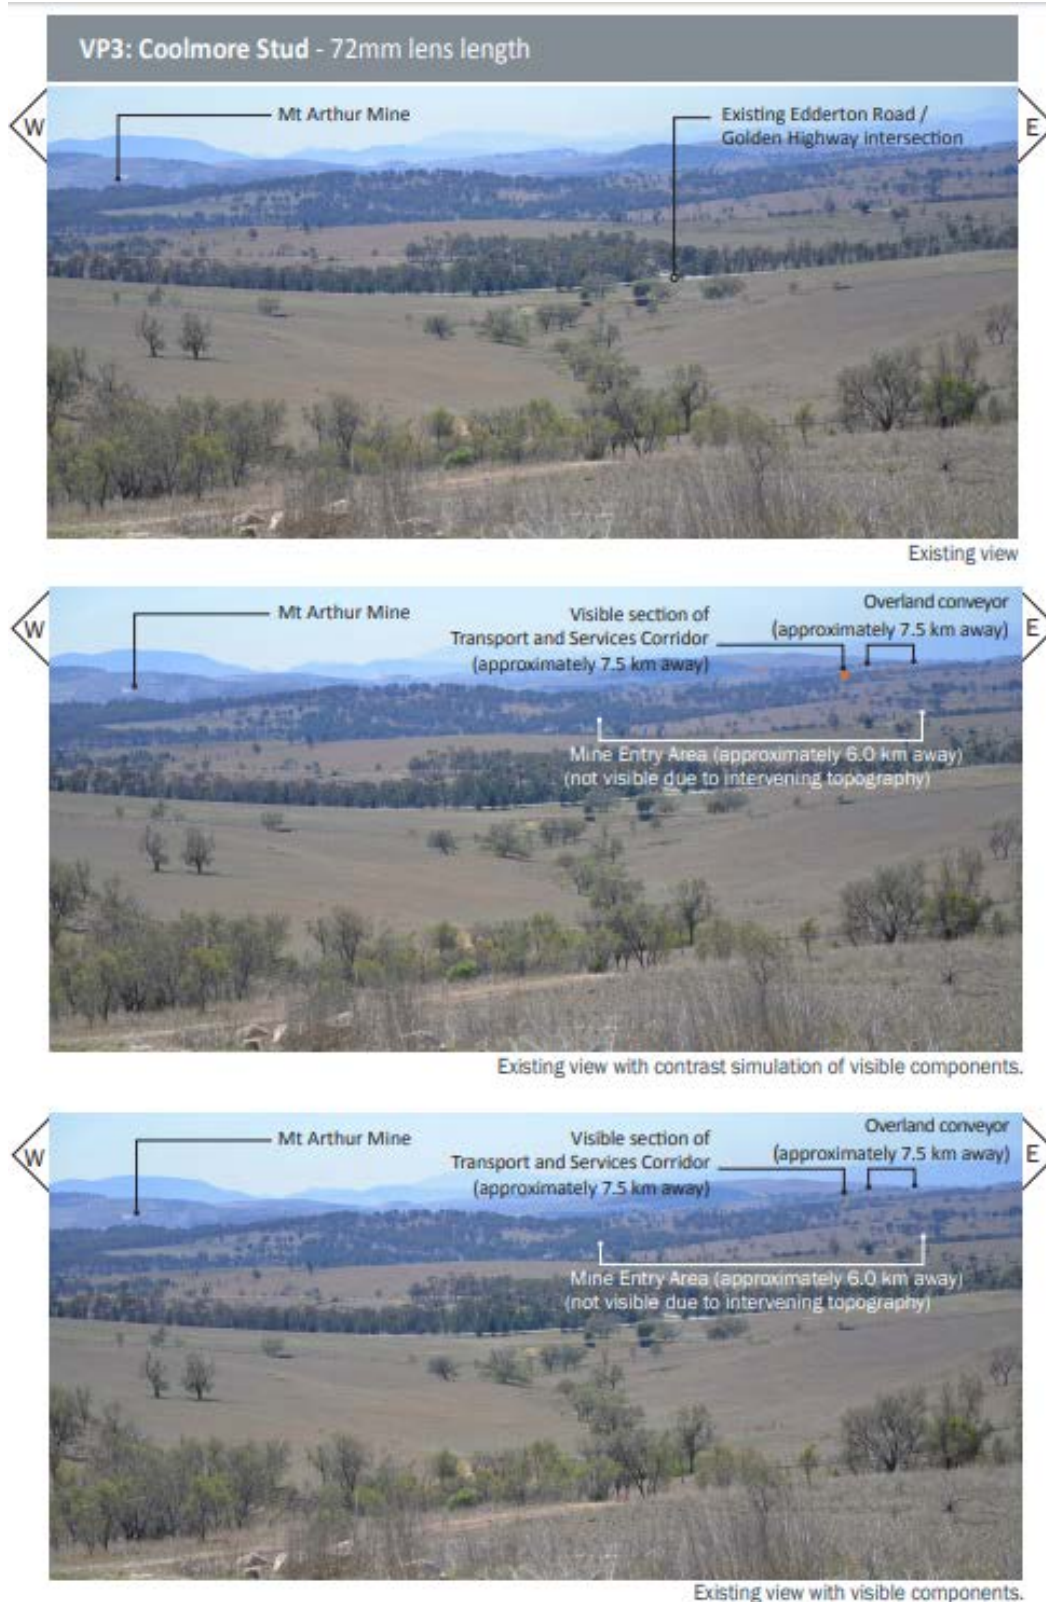 VP3: Coolmore Stud - 72mm lens length
W
Mt Arthur Mine
Existing Edderton Road /
Golden Highway intersection
E
Existing view
W
Mt Arthur Mine
Visible section of
Transport and Services Corridor
(approximately 7.5 km away)
Overland conveyor
(approximately 7.5 km away)
E
Mine Entry Area (approximately 6.0 km away)
(not visible due to intervening topography)
Existing view with contrast simulation of visible components.
W
Mt Arthur Mine
Visible section of
Transport and Services Corridor
(approximately 7.5 km away)
Overland conveyor
(approximately 7.5 km away)
E
Mine Entry Area (approximately 6.0 km away)
(not visible due to intervening topography)
Existing view with visible components.